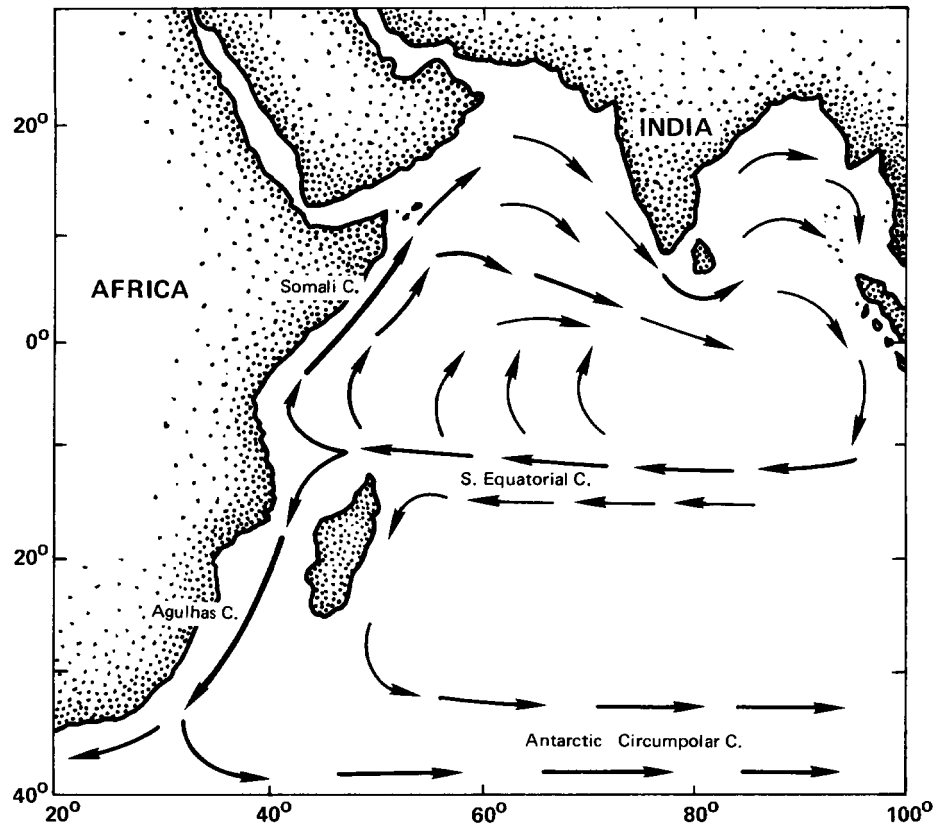 20°
INDIA
Somali C.
AFRICA
0°
S. Equatorial C.
20°
Agulhas C.
Antarctic Circumpolar C.
40°
20° 40° 60° 80° 100°